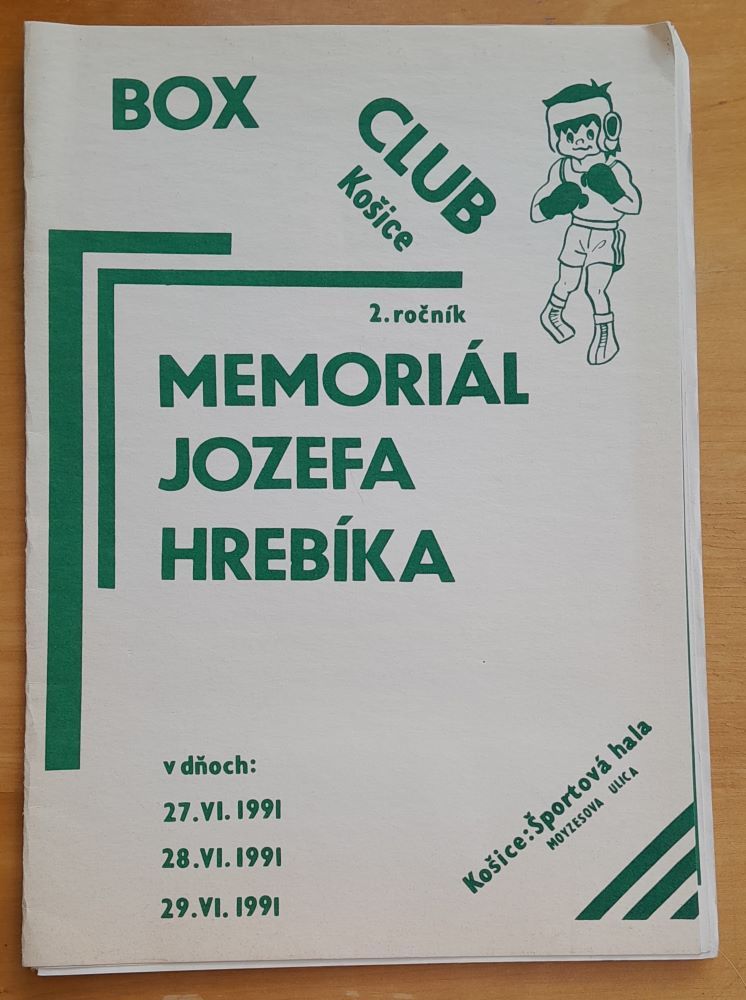 BOX
CLUB
Košice
2. ročník
MEMORIÁL
JOZEFA
HREBÍKA
v dňoch:
27. VI. 1991
28. VI. 1991
29. VI. 1991
Košice: Športová hala
MOYZESOVA ULICA